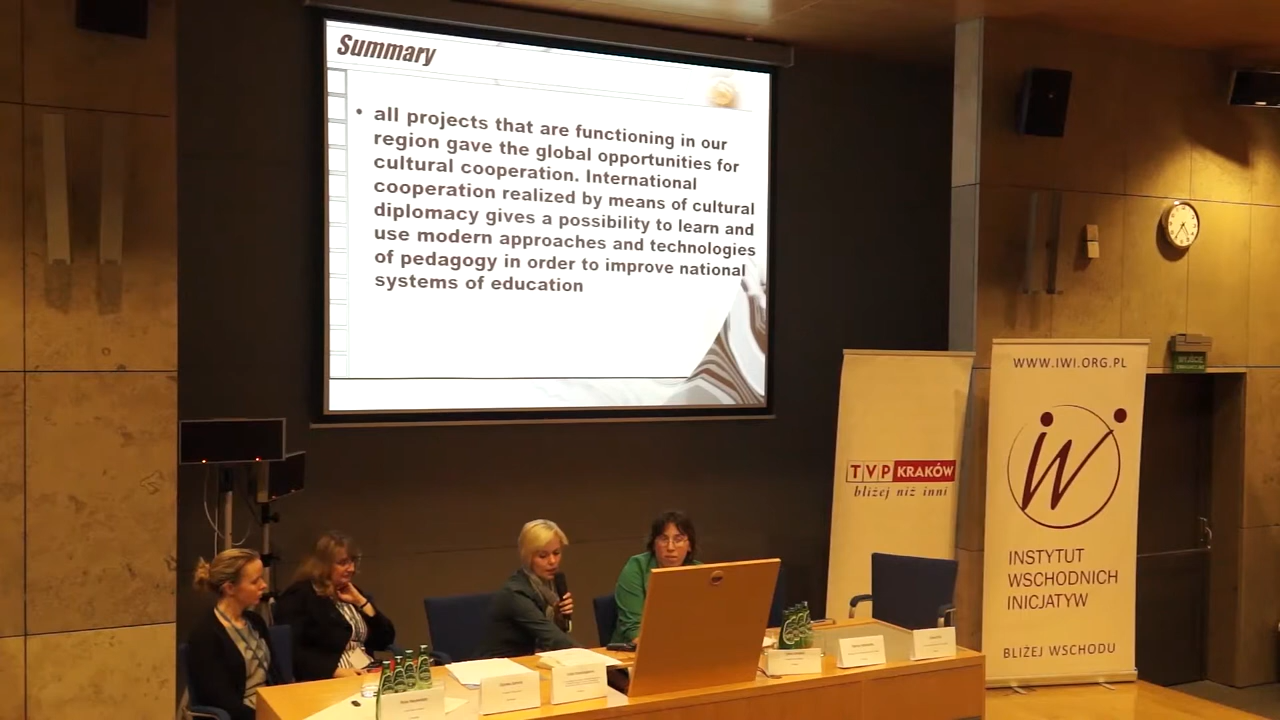 Summary
• all projects that are functioning in our
region gave the global opportunities for
cultural cooperation. International
cooperation realized by means of cultural
diplomacy gives a possibility to learn and
use modern approaches and technologies
of pedagogy in order to improve national
systems of education
TVP KRAKÓW
bliżej niż inni
WWW.IWI.ORG.PL
iwi
INSTYTUT
WSCHODNICH
INICJATYW
BLIŻEJ WSCHODU
WYJŚCIE